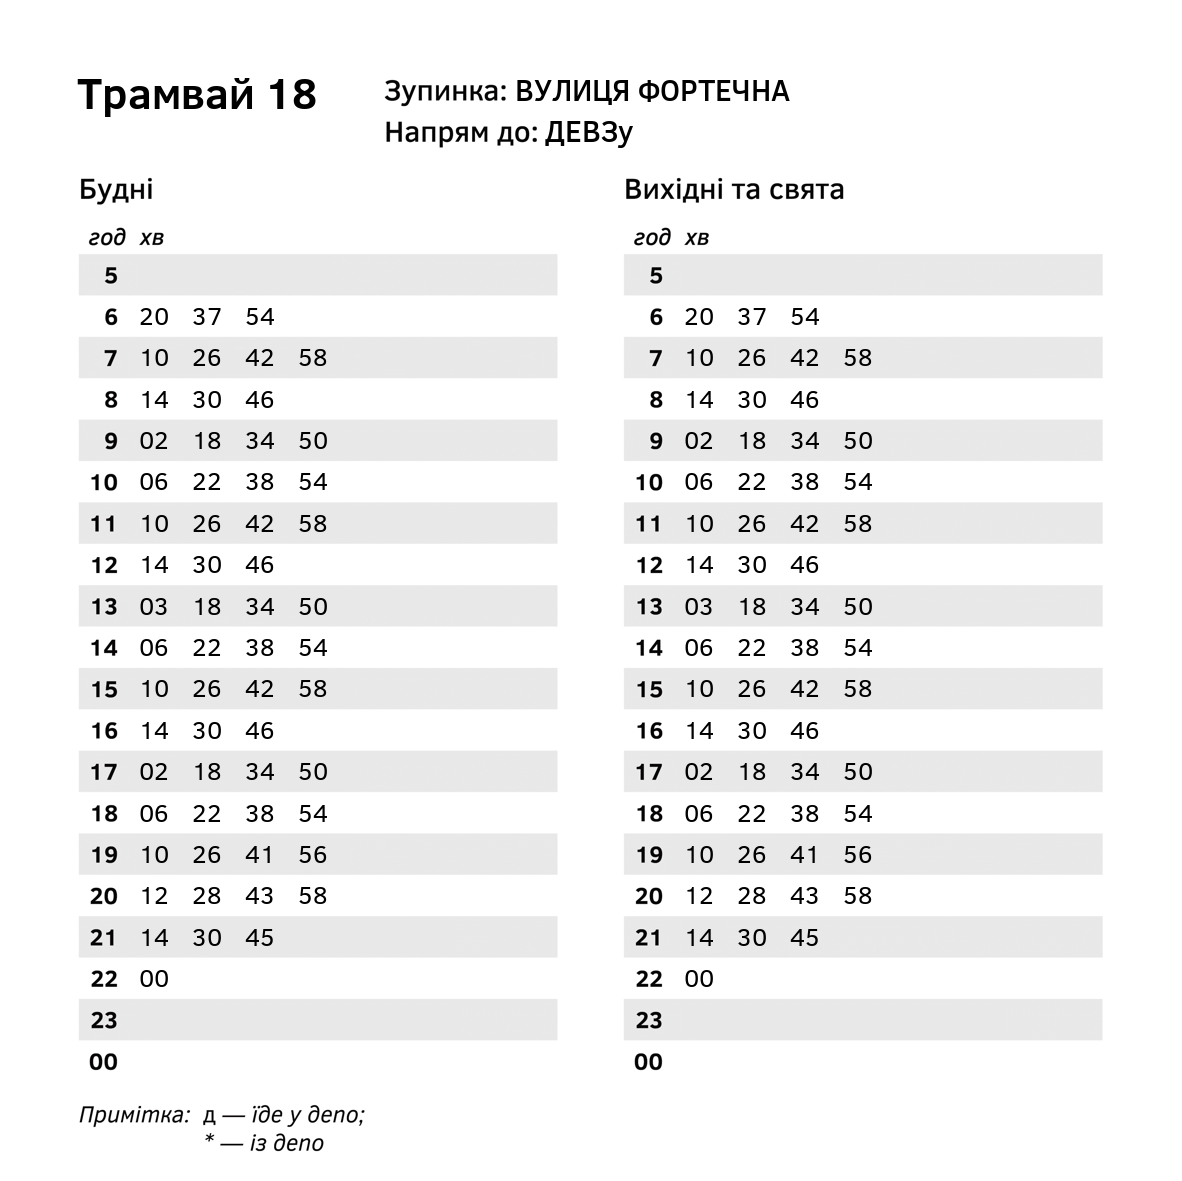 Трамвай 18
Зупинка: ВУЛИЦЯ ФОРТЕЧНА
Напрям до: ДЕВЗу
Будні
год хв
5
6 20 37 54
7 10 26 42 58
8 14 30 46
9 02 18 34 50
10 06 22 38 54
11 10 26 42 58
12 14 30 46
13 03 18 34 50
14 06 22 38 54
15 10 26 42 58
16 14 30 46
17 02 18 34 50
18 06 22 38 54
19 10 26 41 56
20 12 28 43 58
21 14 30 45
22 00
23
00
Вихідні та свята
год хв
5
6 20 37 54
7 10 26 42 58
8 14 30 46
9 02 18 34 50
10 06 22 38 54
11 10 26 42 58
12 14 30 46
13 03 18 34 50
14 06 22 38 54
15 10 26 42 58
16 14 30 46
17 02 18 34 50
18 06 22 38 54
19 10 26 41 56
20 12 28 43 58
21 14 30 45
22 00
23
00
Примітка: д — їде у депо;
* — із депо